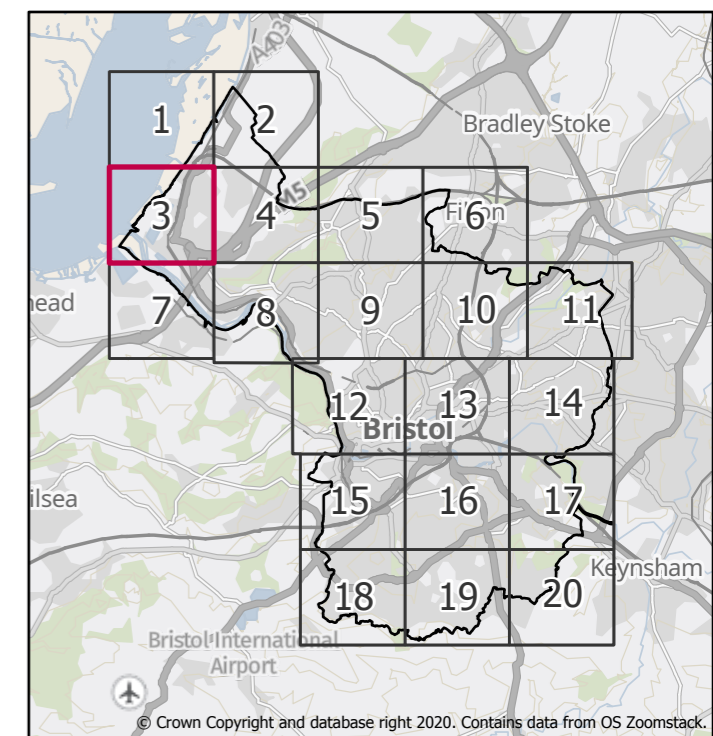 A403
1
2
Bradley Stoke
M5
3
4
5
Filton
6
head
7
8
9
10
11
12
13
14
Bristol
ilsea
15
16
17
Keynsham
18
19
20
Bristol International
Airport
© Crown Copyright and database right 2020. Contains data from OS Zoomstack.